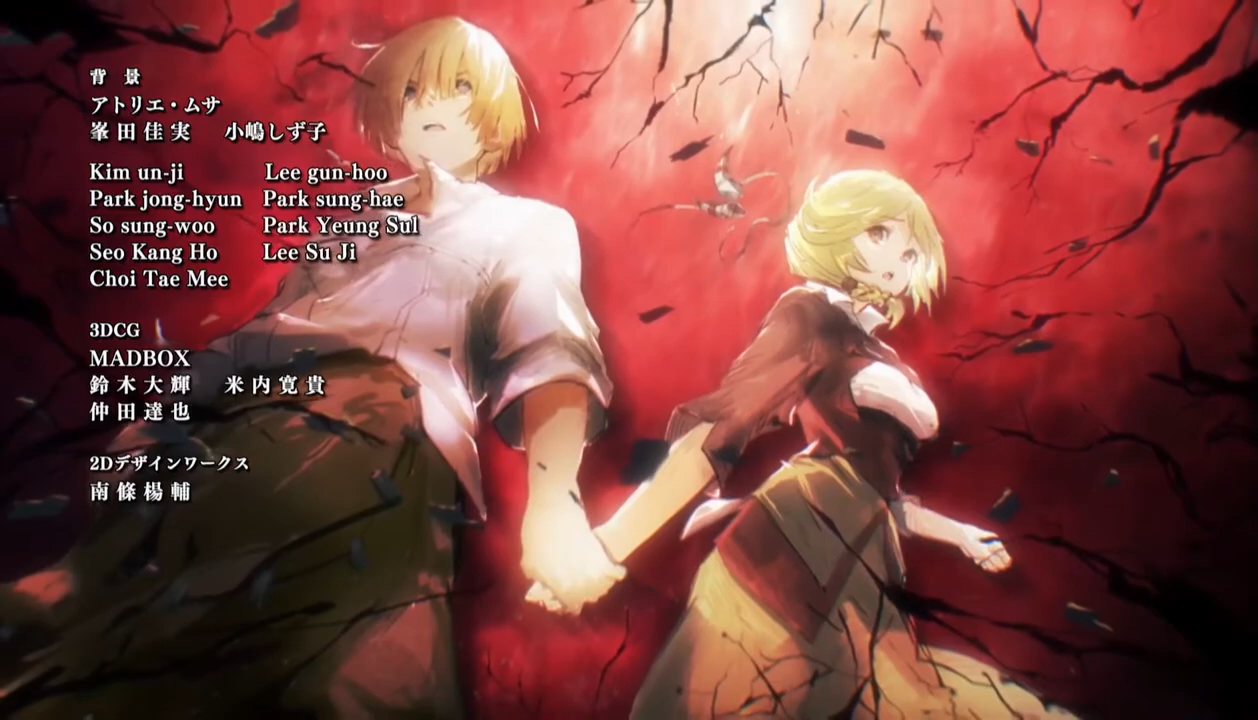 背景
アトリエ・ムサ
峯田佳実 小嶋しず子
Kim un-ji Lee gun-hoo
Park jong-hyun Park sung-hae
So sung-woo Park Yeung Sul
Seo Kang Ho Lee Su Ji
Choi Tae Mee
3DCG
MADBOX
鈴木大輝 米内寛貴
仲田達也
2Dデザインワークス
南條楊輔